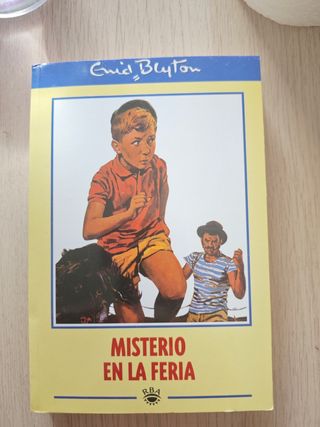 Enid Blyton
MISTERIO
EN LA FERIA
RBA